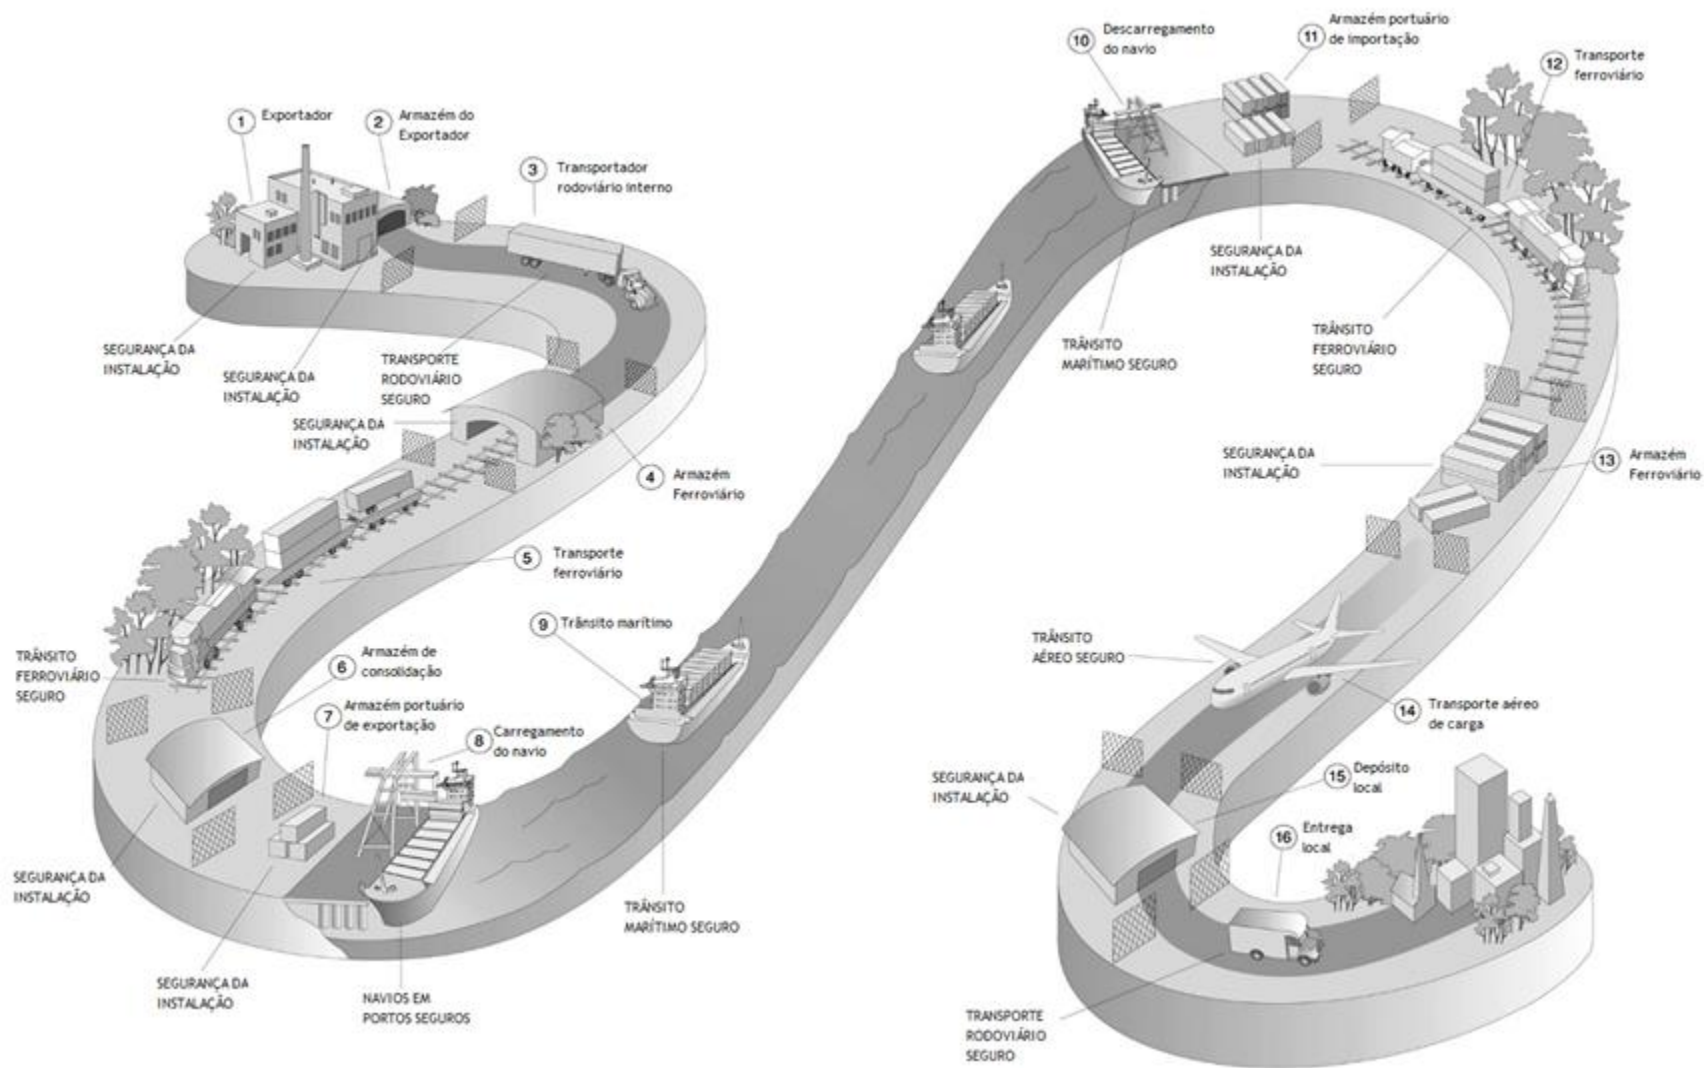 1 Exportador
2 Armazém do
Exportador
3 Transportador
rodoviário interno
SEGURANÇA DA
INSTALAÇÃO
SEGURANÇA DA
INSTALAÇÃO
TRANSPORTE
RODOVIÁRIO
SEGURO
SEGURANÇA DA
INSTALAÇÃO
4 Armazém
Ferroviário
5 Transporte
ferroviário
TRÂNSITO
FERROVIÁRIO
SEGURO
6 Armazém de
consolidação
7 Armazém portuário
de exportação
8 Carregamento
do navio
SEGURANÇA DA
INSTALAÇÃO
SEGURANÇA DA
INSTALAÇÃO
NAVIOS EM
PORTOS SEGUROS
9 Trânsito marítimo
TRÂNSITO
MARÍTIMO SEGURO
10 Descarregamento
do navio
11 Armazém portuário
de importação
12 Transporte
ferroviário
SEGURANÇA DA
INSTALAÇÃO
TRÂNSITO
MARÍTIMO SEGURO
TRÂNSITO
FERROVIÁRIO
SEGURO
SEGURANÇA DA
INSTALAÇÃO
13 Armazém
Ferroviário
TRÂNSITO
AÉREO SEGURO
14 Transporte aéreo
de carga
SEGURANÇA DA
INSTALAÇÃO
15 Depósito
local
16 Entrega
local
TRANSPORTE
RODOVIÁRIO
SEGURO